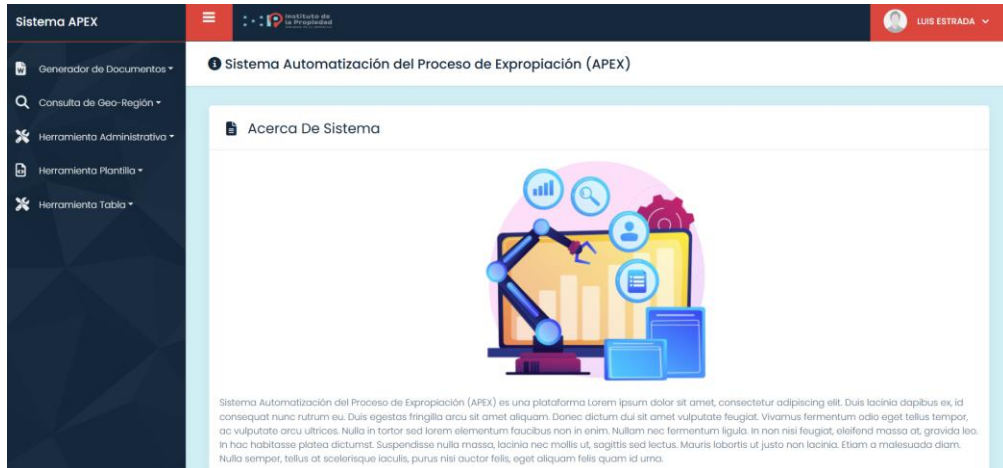 Sistema APEX
Instituto de
la Propiedad
LUIS ESTRADA
Generador de Documentos
Consulta de Geo-Región
Herramienta Administrativa
Herramienta Plantilla
Herramienta Tabla
Sistema Automatización del Proceso de Expropiación (APEX)
Acerca De Sistema
Sistema Automatización del Proceso de Expropiación (APEX) es una plataforma Lorem ipsum dolor sit amet, consectetur adipiscing elit. Duis lacinia dapibus ex, id
consequat nunc rutrum eu. Duis egestas fringilla arcu sit amet aliquam. Donec dictum dui sit amet vulputate feugiat. Vivamus fermentum odio eget tellus tempor,
ac vulputate arcu ultrices. Nulla in tortor sed lorem elementum faucibus non in enim. Nullam nec fermentum ligula. In non nisi feugiat, eleifend massa at, gravida leo.
In hac habitasse platea dictumst. Suspendisse nulla massa, lacinia nec mollis ut, sagittis sed lectus. Mauris lobortis ut justo non lacinia. Etiam a malesuada diam.
Nulla semper, tellus at scelerisque iaculis, purus nisi auctor felis, eget aliquam felis quam id urna.